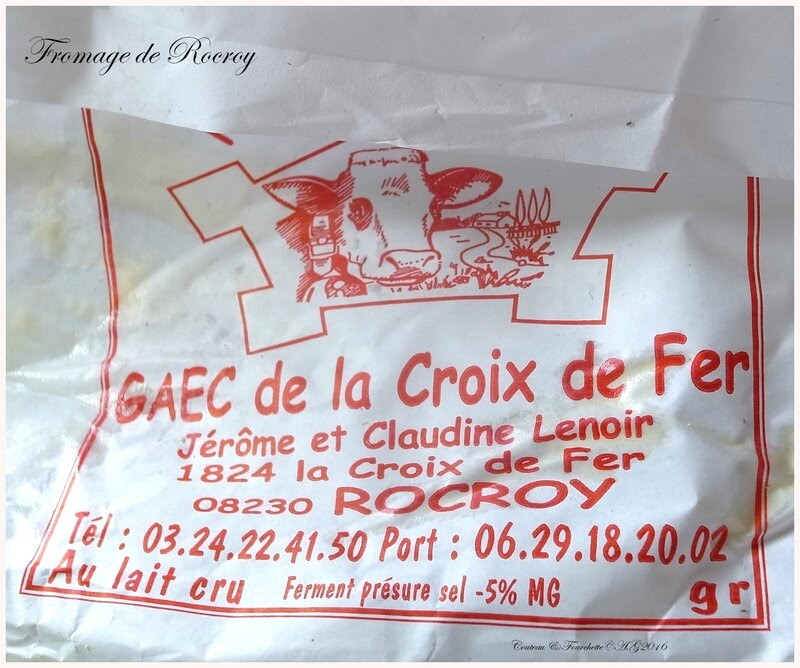 Fromage de Rocroy
GAEC de la Croix de Fer
Jérôme et Claudine Lenoir
1824 la Croix de Fer
08230 ROCROY
Tél : 03.24.22.41.50 Port : 06.29.18.20.02
Au lait cru Ferment présure sel -5% MG gr
Couteau & Fourchette©A.G2016